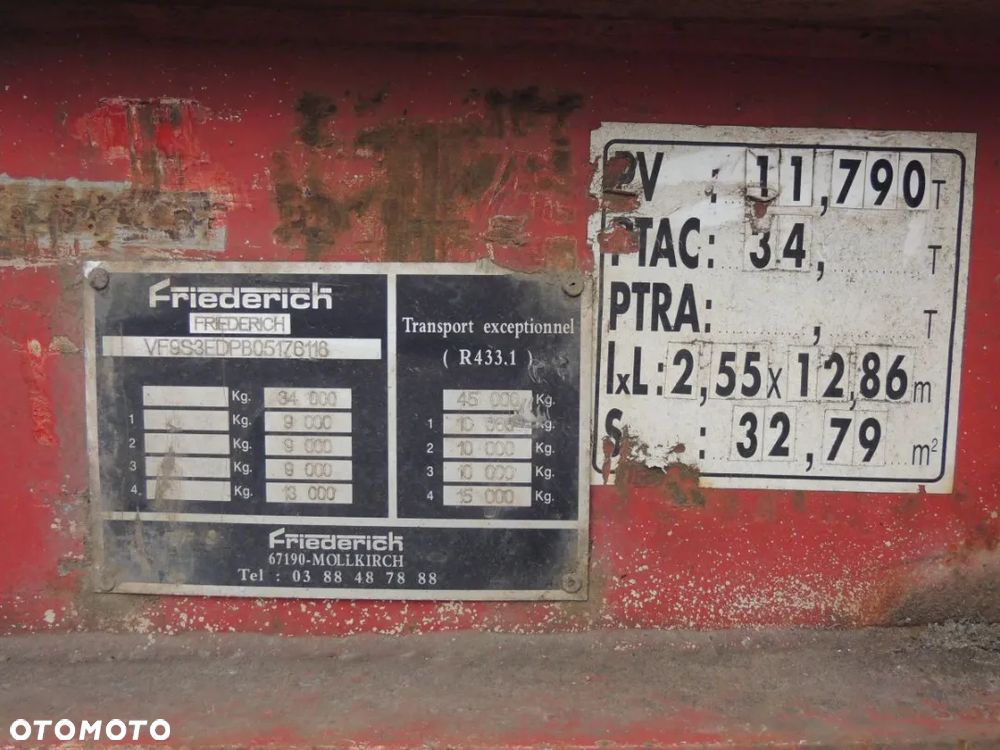 Friederich
FRIEDERICH
VF9S3EDPB05176116
Kg. 34 000
1 Kg. 9 000
2 Kg. 9 000
3 Kg. 9 000
4. Kg. 13 000
Transport exceptionnel
( R433.1 )
45 000 Kg.
1 Kg.
2 10 000 Kg.
3 10 000 Kg.
4 15 000 Kg.
Friederich
67190-MOLLKIRCH
Tel : 03 88 48 78 88
PV : 11,790 T
PTAC: 34, T
PTRA: , T
lxL: 2,55 x 12,86 m
S : 32,79 m²
OTOMOTO